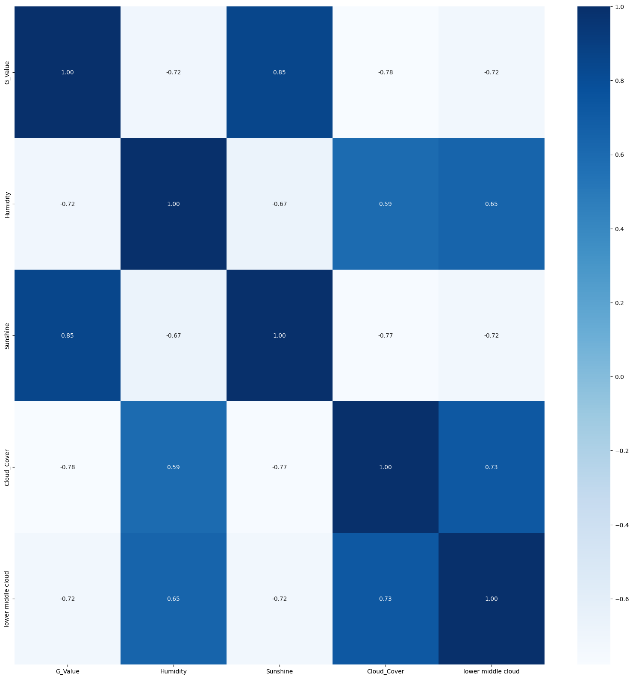 G_Value
1.00 -0.72 0.85 -0.78 -0.72
Humidity
-0.72 1.00 -0.67 0.59 0.65
Sunshine
0.85 -0.67 1.00 -0.77 -0.72
Cloud_Cover
-0.78 0.59 -0.77 1.00 0.73
lower middle cloud
-0.72 0.65 -0.72 0.73 1.00
G_Value Humidity Sunshine Cloud_Cover lower middle cloud
1.0
0.8
0.6
0.4
0.2
0.0
−0.2
−0.4
−0.6